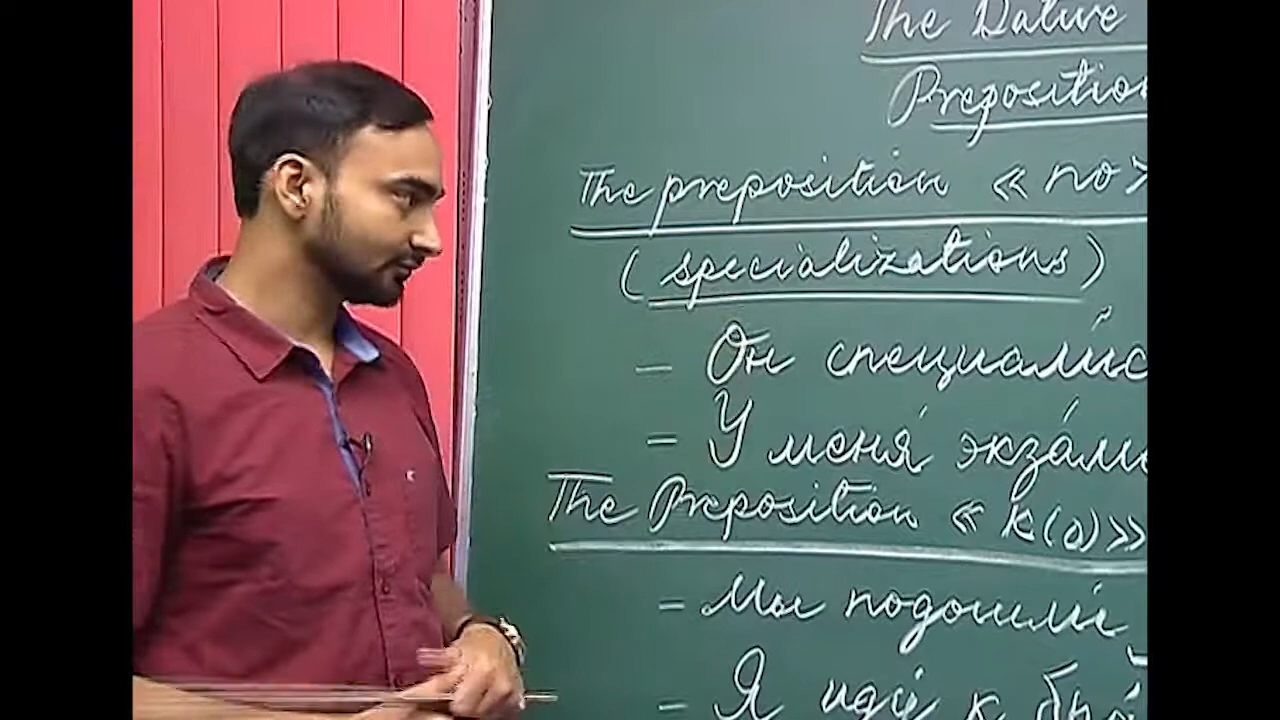 The Dative
Preposition
The preposition « по >
( specializations )
– Он специалис
– У меня́ экза́ме
The Preposition « к(о) »
– Мы подошли́
– Я иду́ к бра́